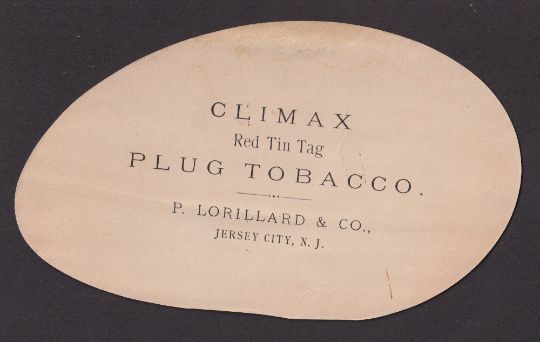 CLIMAX
Red Tin Tag
PLUG TOBACCO.
P. LORILLARD & CO.,
JERSEY CITY, N. J.